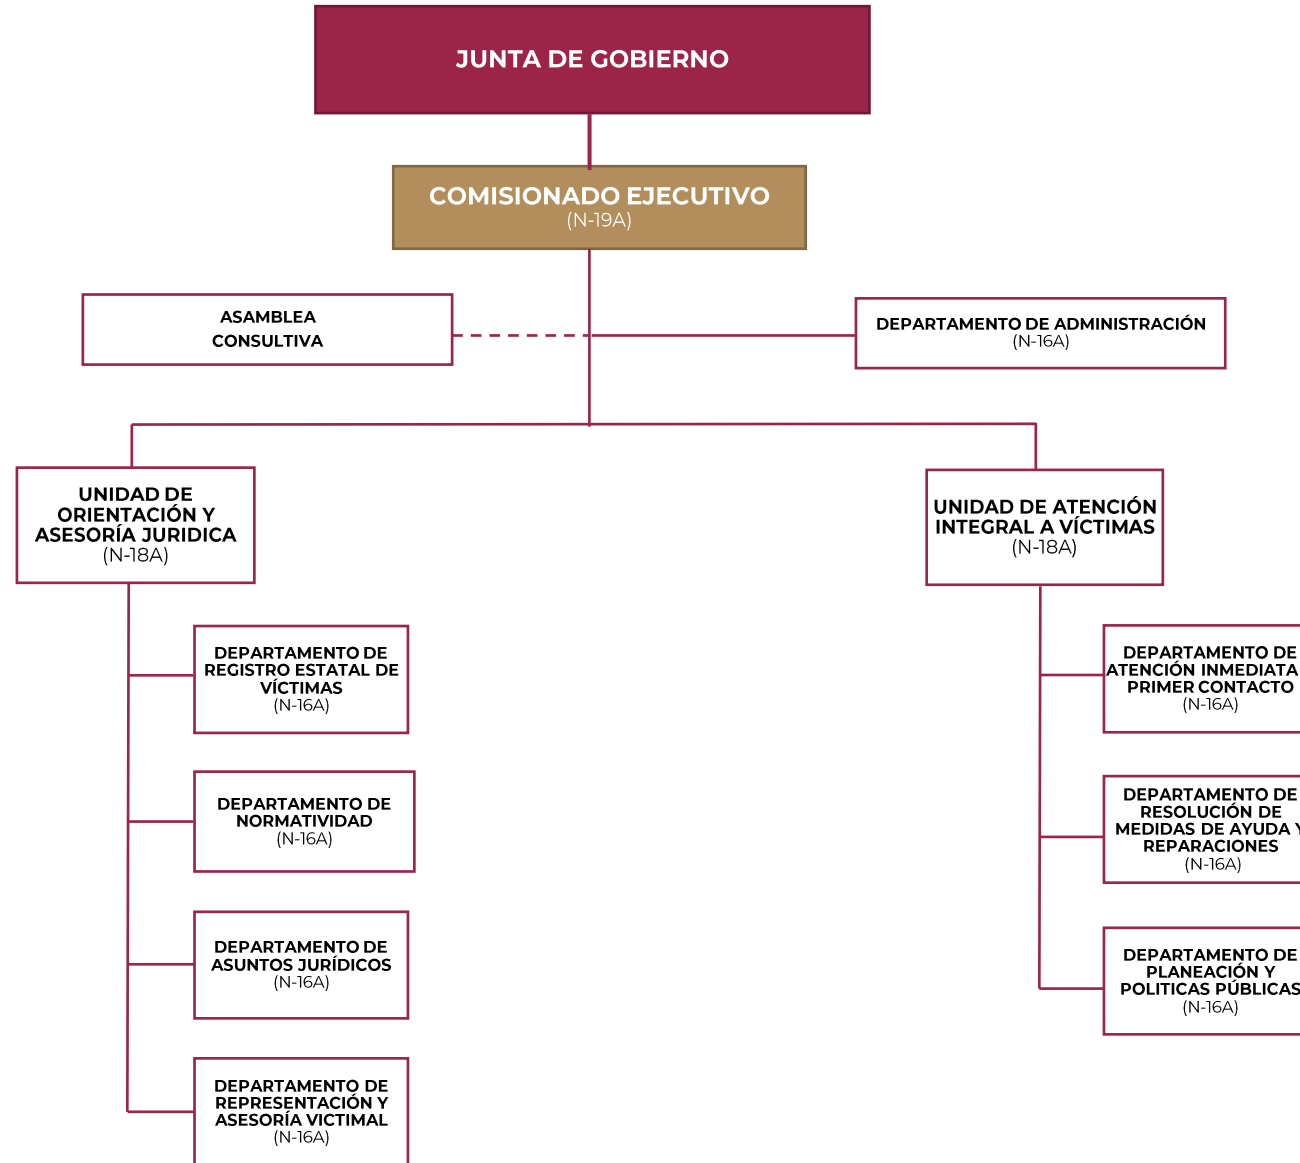 JUNTA DE GOBIERNO
COMISIONADO EJECUTIVO
(N-19A)
ASAMBLEA
CONSULTIVA
DEPARTAMENTO DE ADMINISTRACIÓN
(N-16A)
UNIDAD DE
ORIENTACIÓN Y
ASESORÍA JURIDICA
(N-18A)
DEPARTAMENTO DE
REGISTRO ESTATAL DE
VÍCTIMAS
(N-16A)
DEPARTAMENTO DE
NORMATIVIDAD
(N-16A)
DEPARTAMENTO DE
ASUNTOS JURÍDICOS
(N-16A)
DEPARTAMENTO DE
REPRESENTACIÓN Y
ASESORÍA VICTIMAL
(N-16A)
UNIDAD DE ATENCIÓN
INTEGRAL A VÍCTIMAS
(N-18A)
DEPARTAMENTO DE
ATENCIÓN INMEDIATA
PRIMER CONTACTO
(N-16A)
DEPARTAMENTO DE
RESOLUCIÓN DE
MEDIDAS DE AYUDA Y
REPARACIONES
(N-16A)
DEPARTAMENTO DE
PLANEACIÓN Y
POLITICAS PÚBLICAS
(N-16A)